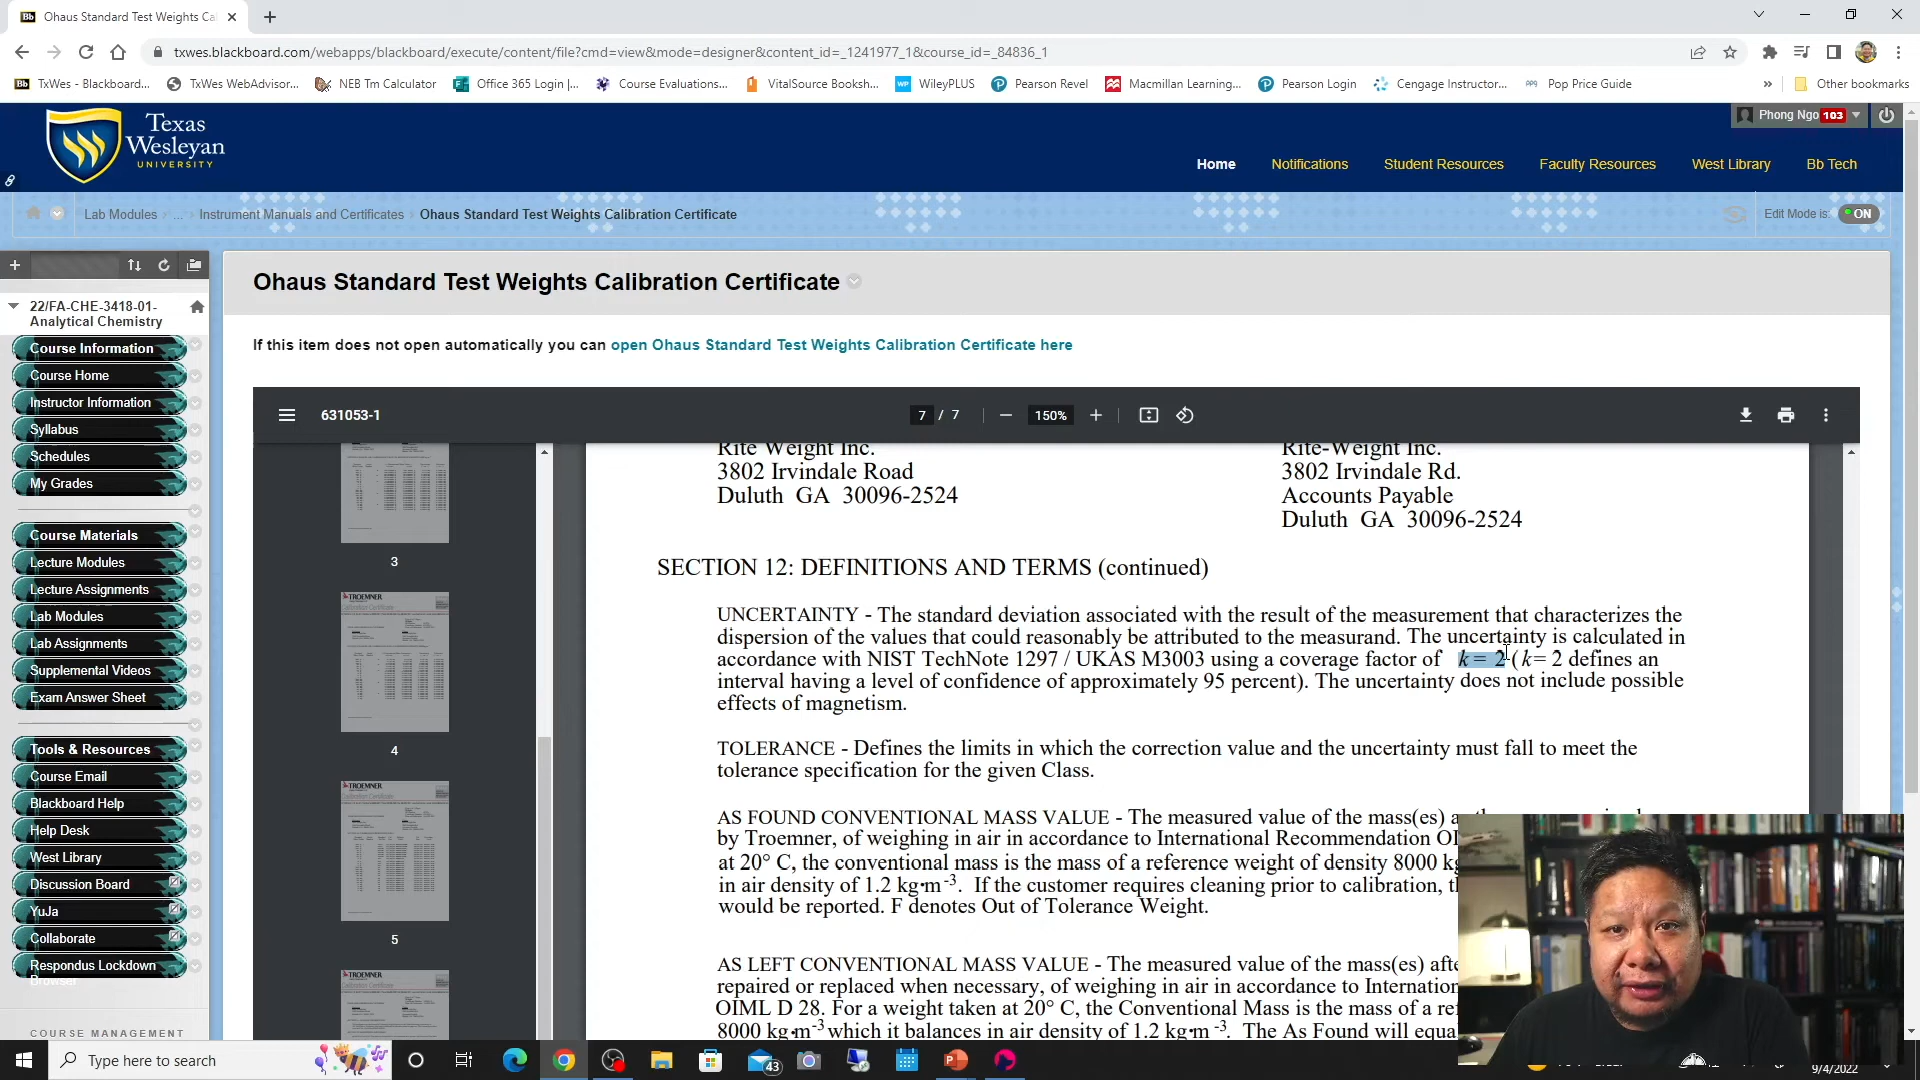 Ohaus Standard Test Weights Ca
txwes.blackboard.com/webapps/blackboard/execute/content/file?cmd=view&mode=designer&content_id=_1241977_1&course_id=_84836_1
TxWes - Blackboard...
TxWes WebAdvisor...
NEB Tm Calculator
Office 365 Login |...
Course Evaluations...
VitalSource Booksh...
WileyPLUS
Pearson Revel
Macmillan Learning...
Pearson Login
Cengage Instructor...
Pop Price Guide
Other bookmarks
Texas
Wesleyan
UNIVERSITY
Phong Ngo 103
Home
Notifications
Student Resources
Faculty Resources
West Library
Bb Tech
Lab Modules
...
Instrument Manuals and Certificates
Ohaus Standard Test Weights Calibration Certificate
Edit Mode is:
ON
22/FA-CHE-3418-01-
Analytical Chemistry
Course Information
Course Home
Instructor Information
Syllabus
Schedules
My Grades
Course Materials
Lecture Modules
Lecture Assignments
Lab Modules
Lab Assignments
Supplemental Videos
Exam Answer Sheet
Tools & Resources
Course Email
Blackboard Help
Help Desk
West Library
Discussion Board
YuJa
Collaborate
Respondus Lockdown
Browser
COURSE MANAGEMENT
Ohaus Standard Test Weights Calibration Certificate
If this item does not open automatically you can open Ohaus Standard Test Weights Calibration Certificate here
631053-1
7 / 7
150%
3
TROEMNER
4
TROEMNER
5
TROEMNER
Rite Weight Inc.
3802 Irvindale Road
Duluth GA 30096-2524
Rite-Weight Inc.
3802 Irvindale Rd.
Accounts Payable
Duluth GA 30096-2524
SECTION 12: DEFINITIONS AND TERMS (continued)
UNCERTAINTY - The standard deviation associated with the result of the measurement that characterizes the
dispersion of the values that could reasonably be attributed to the measurand. The uncertainty is calculated in
accordance with NIST TechNote 1297 / UKAS M3003 using a coverage factor of k = 2 ( k= 2 defines an
interval having a level of confidence of approximately 95 percent). The uncertainty does not include possible
effects of magnetism.
TOLERANCE - Defines the limits in which the correction value and the uncertainty must fall to meet the
tolerance specification for the given Class.
AS FOUND CONVENTIONAL MASS VALUE - The measured value of the mass(es)
by Troemner, of weighing in air in accordance to International Recommendation
at 20° C, the conventional mass is the mass of a reference weight of density 8000
in air density of 1.2 kg•m-3. If the customer requires cleaning prior to calibration,
would be reported. F denotes Out of Tolerance Weight.
AS LEFT CONVENTIONAL MASS VALUE - The measured value of the mass(es)
repaired or replaced when necessary, of weighing in air in accordance to
OIML D 28. For a weight taken at 20° C, the Conventional Mass is the mass of a
8000 kg•m-3 which it balances in air density of 1.2 kg•m-3. The As Found will
Type here to search
43
9/4/2022